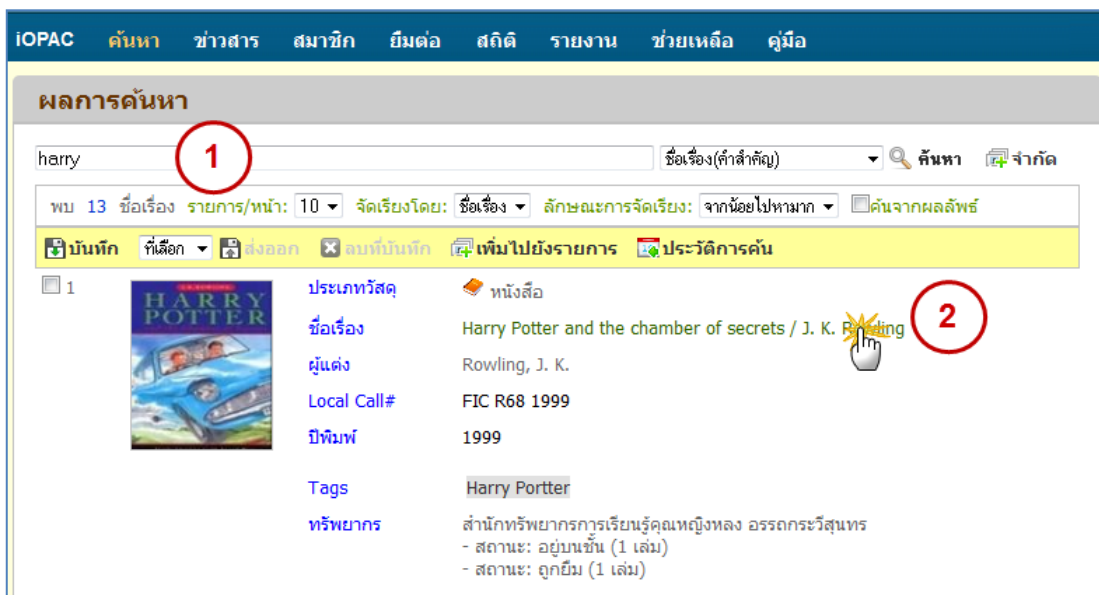 iOPAC ค้นหา ข่าวสาร สมาชิก ยืมต่อ สถิติ รายงาน ช่วยเหลือ คู่มือ
ผลการค้นหา
harry 1 ชื่อเรื่อง(คำสำคัญ) ค้นหา จำกัด
พบ 13 ชื่อเรื่อง รายการ/หน้า: 10 จัดเรียงโดย: ชื่อเรื่อง ลักษณะการจัดเรียง: จากน้อยไปหามาก ค้นจากผลลัพธ์
บันทึก ที่เลือก ส่งออก ลบที่บันทึก เพิ่มไปยังรายการ ประวัติการค้น
1
HARRY
POTTER
ประเภทวัสดุ หนังสือ
ชื่อเรื่อง Harry Potter and the chamber of secrets / J. K. 2
ผู้แต่ง Rowling, J. K.
Local Call# FIC R68 1999
ปีพิมพ์ 1999
Tags Harry Portter
ทรัพยากร สำนักทรัพยากรการเรียนรู้คุณหญิงหลง อรรถกระวีสุนทร
- สถานะ: อยู่บนชั้น (1 เล่ม)
- สถานะ: ถูกยืม (1 เล่ม)